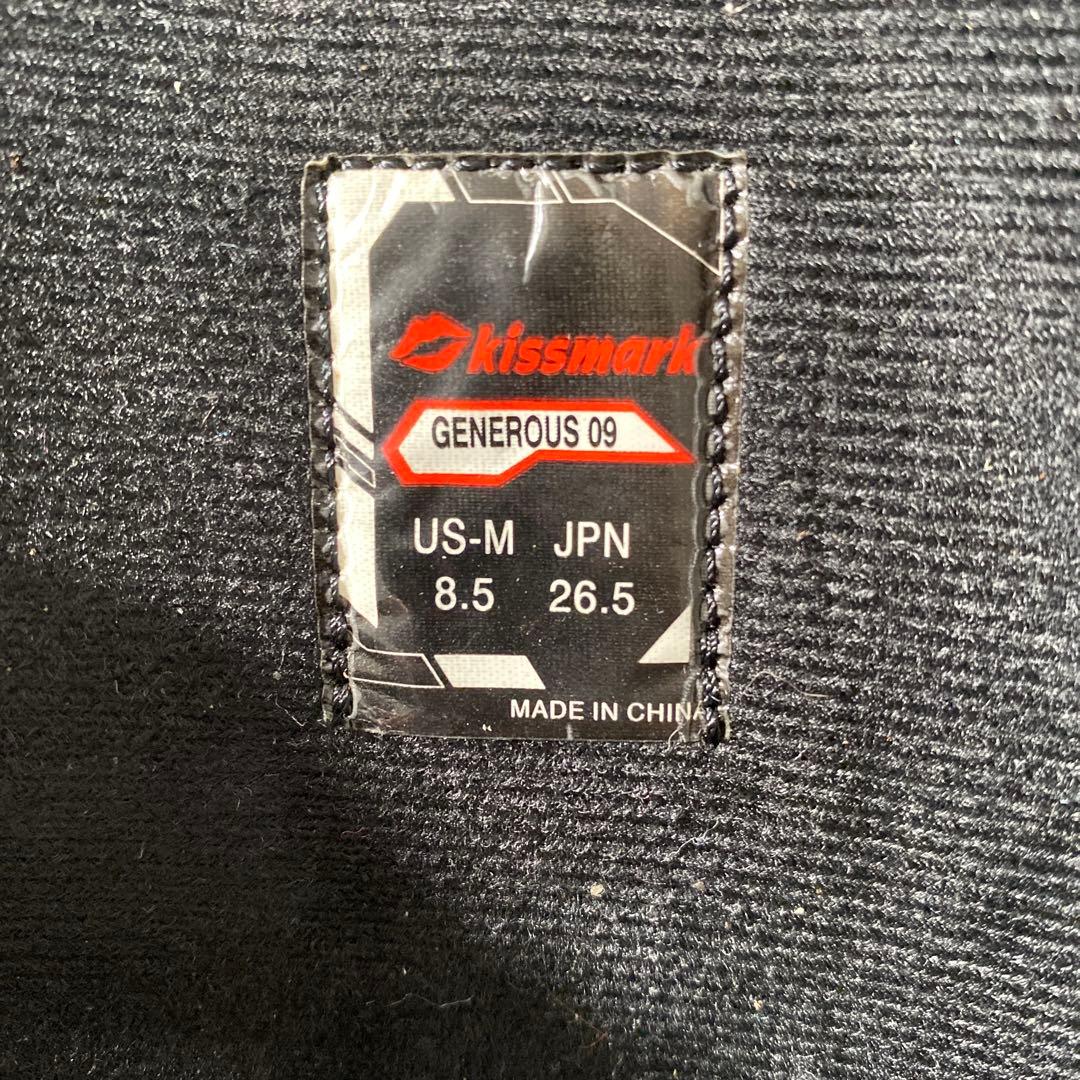 kissmark
GENEROUS 09
US-M JPN
8.5 26.5
MADE IN CHINA